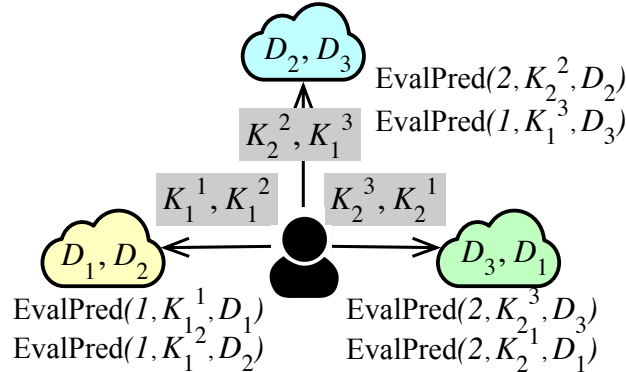 D₂, D₃
EvalPred(2, K₂², D₂)
EvalPred(1, K₁³, D₃)
K₂², K₁³
K₁¹, K₁²
K₂³, K₂¹
D₁, D₂
D₃, D₁
EvalPred(1, K₁¹, D₁)
EvalPred(1, K₁², D₂)
EvalPred(2, K₂³, D₃)
EvalPred(2, K₂¹, D₁)